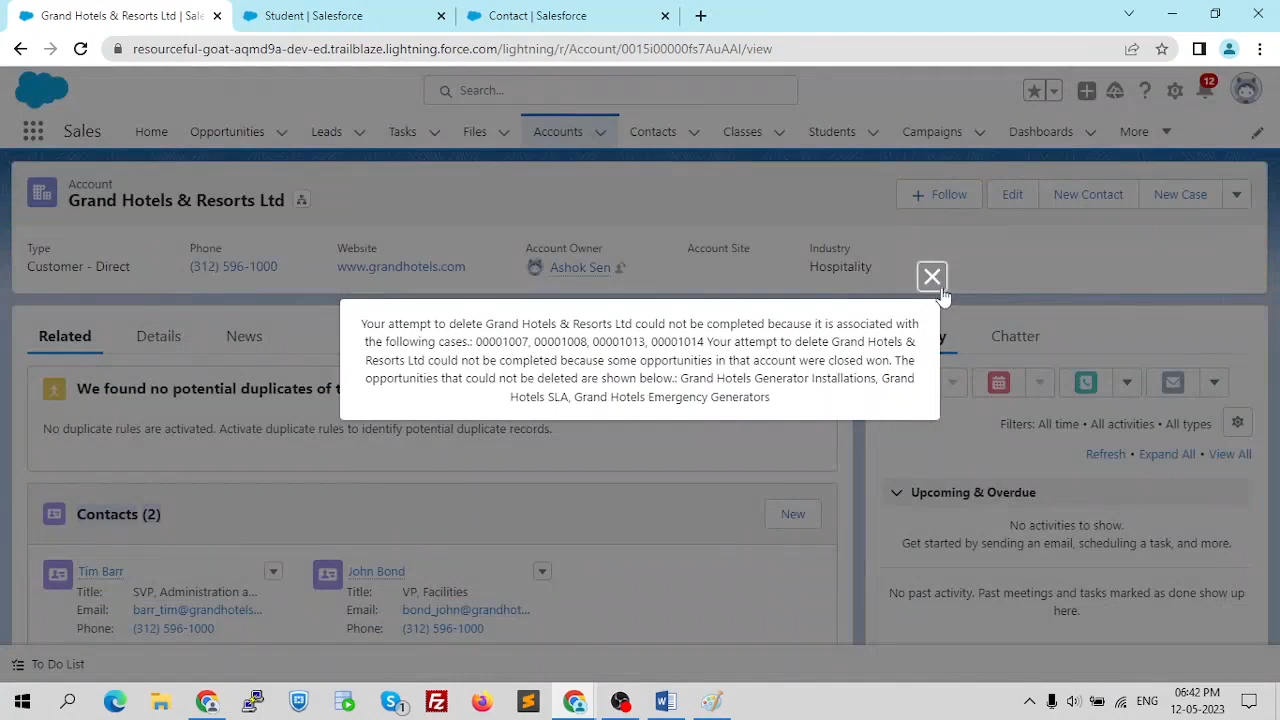 Grand Hotels & Resorts Ltd | Sale
Student | Salesforce
Contact | Salesforce
resourceful-goat-aqmd9a-dev-ed.trailblaze.lightning.force.com/lightning/r/Account/0015i00000fs7AuAAI/view
Search...
12
Sales
Home
Opportunities
Leads
Tasks
Files
Accounts
Contacts
Classes
Students
Campaigns
Dashboards
More
Account
Grand Hotels & Resorts Ltd
Follow
Edit
New Contact
New Case
Type
Phone
Website
Account Owner
Account Site
Industry
Customer - Direct
(312) 596-1000
www.grandhotels.com
Ashok Sen
Hospitality
Your attempt to delete Grand Hotels & Resorts Ltd could not be completed because it is associated with
the following cases.: 00001007, 00001008, 00001013, 00001014 Your attempt to delete Grand Hotels &
Resorts Ltd could not be completed because some opportunities in that account were closed won. The
opportunities that could not be deleted are shown below.: Grand Hotels Generator Installations, Grand
Hotels SLA, Grand Hotels Emergency Generators
Related
Details
News
We found no potential duplicates of t
No duplicate rules are activated. Activate duplicate rules to identify potential duplicate records.
Contacts (2)
New
Tim Barr
Title:
SVP, Administration a...
Email:
barr_tim@grandhotels...
Phone:
(312) 596-1000
John Bond
Title:
VP, Facilities
Email:
bond_john@grandhot...
Phone:
(312) 596-1000
y
Chatter
Filters: All time • All activities • All types
Refresh • Expand All • View All
Upcoming & Overdue
No activities to show.
Get started by sending an email, scheduling a task, and more.
No past activity. Past meetings and tasks marked as done show up
here.
To Do List
1
06:42 PM
12-05-2023